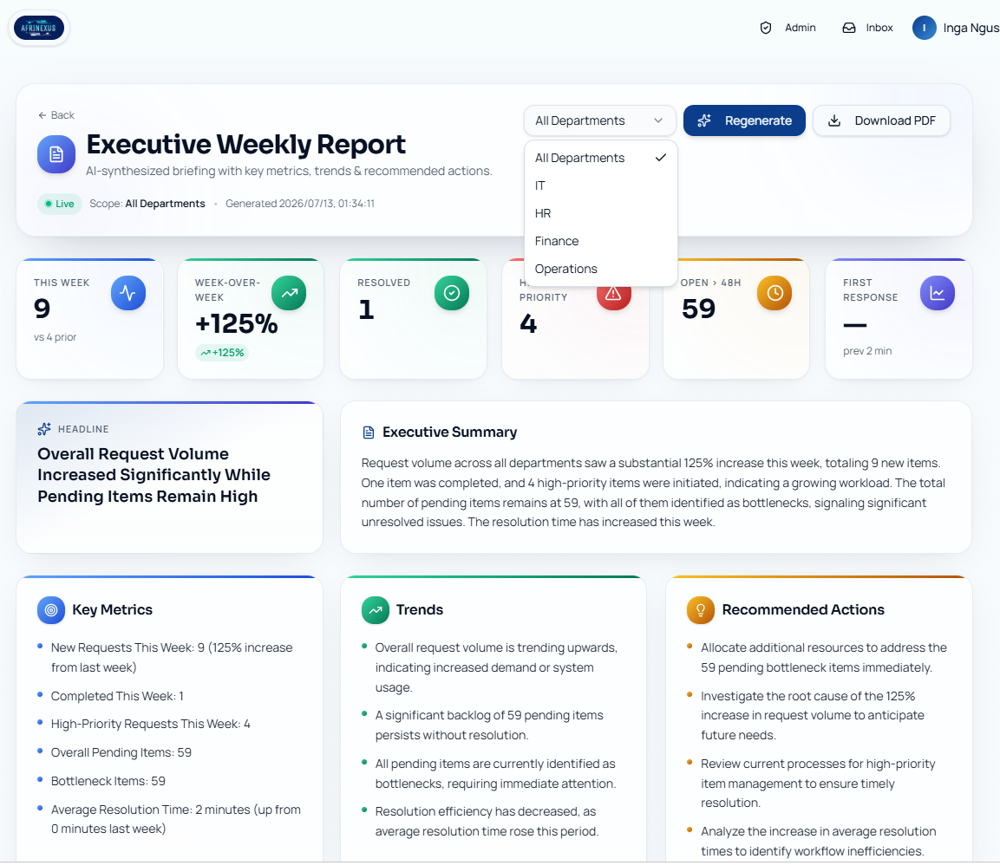 AFRINEXUS
Admin
Inbox
I
Inga Ngus
Back
Executive Weekly Report
AI-synthesized briefing with key metrics, trends & recommended actions.
Live
Scope: All Departments
•
Generated 2026/07/13, 01:34:11
All Departments
Regenerate
Download PDF
All Departments
IT
HR
Finance
Operations
THIS WEEK
9
vs 4 prior
WEEK-OVER-
WEEK
+125%
+125%
RESOLVED
1
PRIORITY
4
OPEN > 48H
59
FIRST
RESPONSE
—
prev 2 min
HEADLINE
Overall Request Volume
Increased Significantly While
Pending Items Remain High
Executive Summary
Request volume across all departments saw a substantial 125% increase this week, totaling 9 new items.
One item was completed, and 4 high-priority items were initiated, indicating a growing workload. The total
number of pending items remains at 59, with all of them identified as bottlenecks, signaling significant
unresolved issues. The resolution time has increased this week.
Key Metrics
New Requests This Week: 9 (125% increase
from last week)
Completed This Week: 1
High-Priority Requests This Week: 4
Overall Pending Items: 59
Bottleneck Items: 59
Average Resolution Time: 2 minutes (up from
0 minutes last week)
Trends
Overall request volume is trending upwards,
indicating increased demand or system
usage.
A significant backlog of 59 pending items
persists without resolution.
All pending items are currently identified as
bottlenecks, requiring immediate attention.
Resolution efficiency has decreased, as
average resolution time rose this period.
Recommended Actions
Allocate additional resources to address the
59 pending bottleneck items immediately.
Investigate the root cause of the 125%
increase in request volume to anticipate
future needs.
Review current processes for high-priority
item management to ensure timely
resolution.
Analyze the increase in average resolution
times to identify workflow inefficiencies.